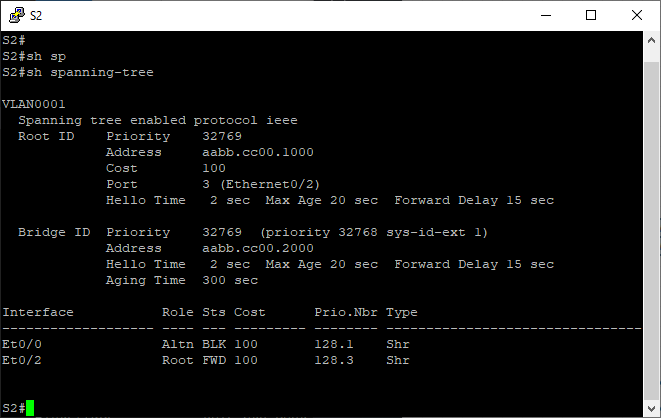 S2
S2#
S2#sh sp
S2#sh spanning-tree
VLAN0001
  Spanning tree enabled protocol ieee
  Root ID    Priority    32769
             Address     aabb.cc00.1000
             Cost        100
             Port        3 (Ethernet0/2)
             Hello Time   2 sec  Max Age 20 sec  Forward Delay 15 sec
  Bridge ID  Priority    32769  (priority 32768 sys-id-ext 1)
             Address     aabb.cc00.2000
             Hello Time   2 sec  Max Age 20 sec  Forward Delay 15 sec
             Aging Time  300 sec
Interface           Role Sts Cost      Prio.Nbr Type
------------------- ---- --- --------- -------- --------------------------------
Et0/0               Altn BLK 100       128.1    Shr
Et0/2               Root FWD 100       128.3    Shr
S2#